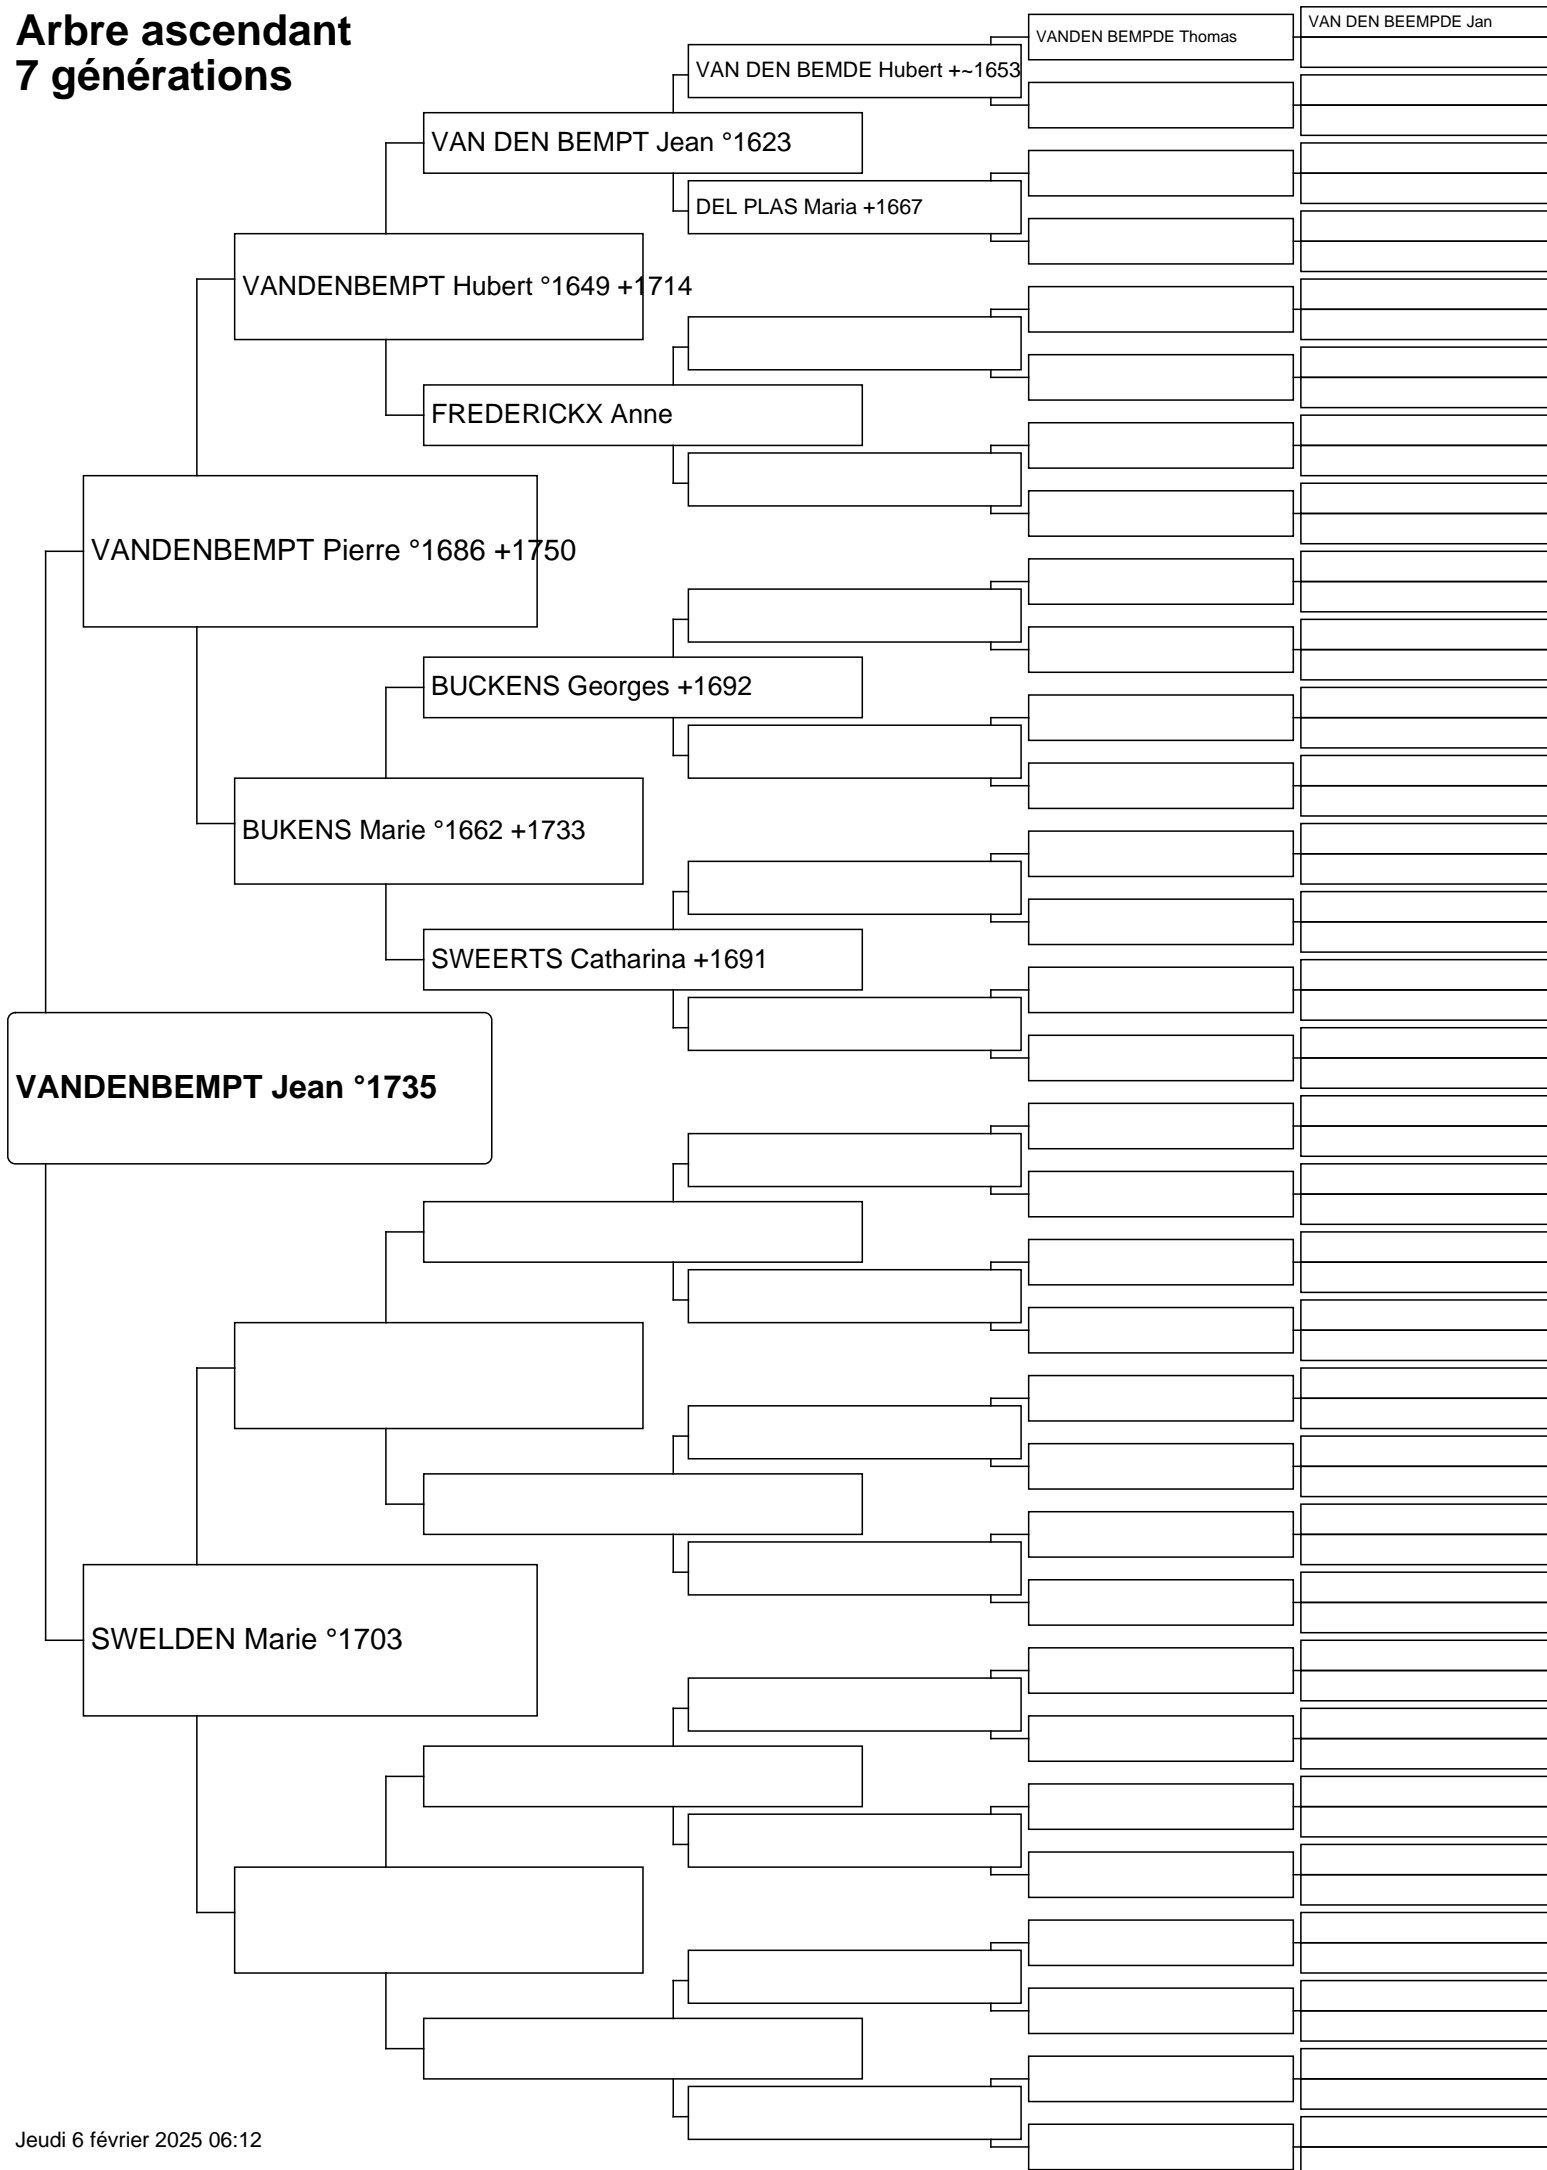 Arbre ascendant
7 générations
VAN DEN BEEMPDE Jan
VANDEN BEMPDE Thomas
VAN DEN BEMDE Hubert +~1653
VAN DEN BEMPT Jean °1623
DEL PLAS Maria +1667
VANDENBEMPT Hubert °1649 +1714
FREDERICKX Anne
VANDENBEMPT Pierre °1686 +1750
BUCKENS Georges +1692
BUKENS Marie °1662 +1733
SWEERTS Catharina +1691
VANDENBEMPT Jean °1735
SWELDEN Marie °1703
Jeudi 6 février 2025 06:12